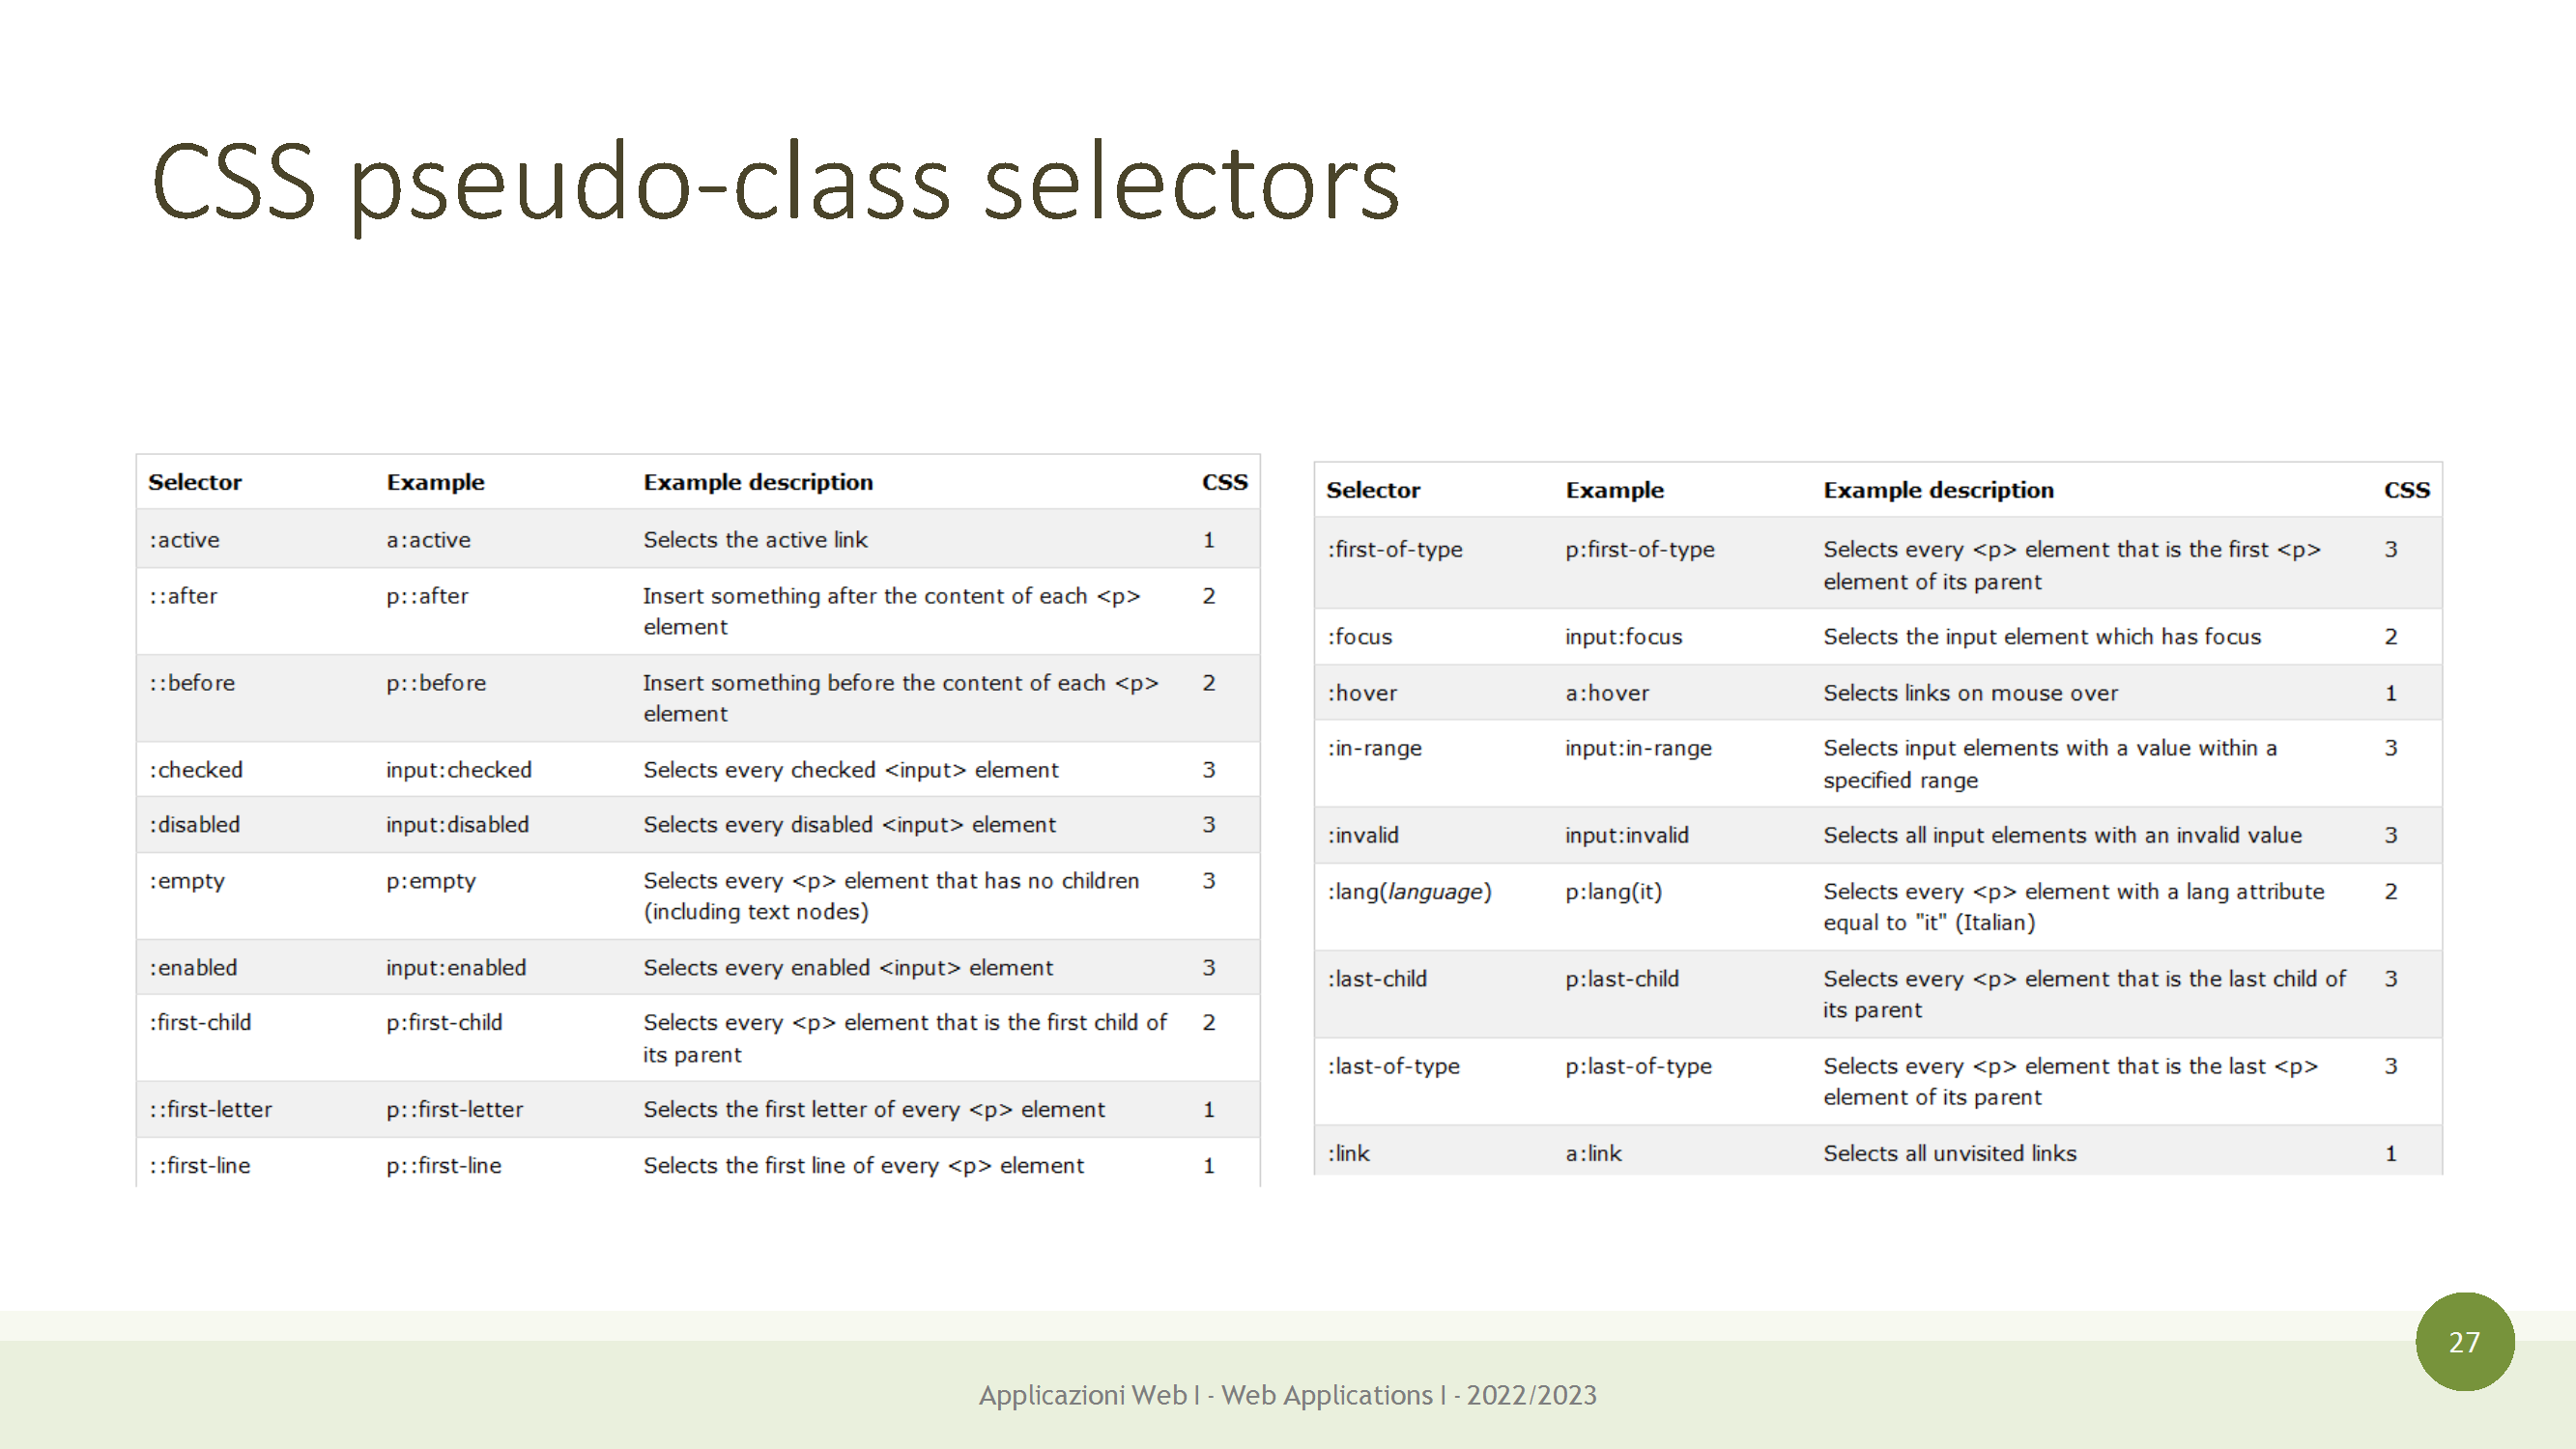 CSS pseudo-class selectors
Selector Example Example description CSS
:active a:active Selects the active link 1
::after p::after Insert something after the content of each <p> 2
element
::before p::before Insert something before the content of each <p> 2
element
:checked input:checked Selects every checked <input> element 3
:disabled input:disabled Selects every disabled <input> element 3
:empty p:empty Selects every <p> element that has no children 3
(including text nodes)
:enabled input:enabled Selects every enabled <input> element 3
:first-child p:first-child Selects every <p> element that is the first child of 2
its parent
::first-letter p::first-letter Selects the first letter of every <p> element 1
::first-line p::first-line Selects the first line of every <p> element 1
Selector Example Example description CSS
:first-of-type p:first-of-type Selects every <p> element that is the first <p> 3
element of its parent
:focus input:focus Selects the input element which has focus 2
:hover a:hover Selects links on mouse over 1
:in-range input:in-range Selects input elements with a value within a 3
specified range
:invalid input:invalid Selects all input elements with an invalid value 3
:lang(language) p:lang(it) Selects every <p> element with a lang attribute 2
equal to "it" (Italian)
:last-child p:last-child Selects every <p> element that is the last child of 3
its parent
:last-of-type p:last-of-type Selects every <p> element that is the last <p> 3
element of its parent
:link a:link Selects all unvisited links 1
27
Applicazioni Web I - Web Applications I - 2022/2023